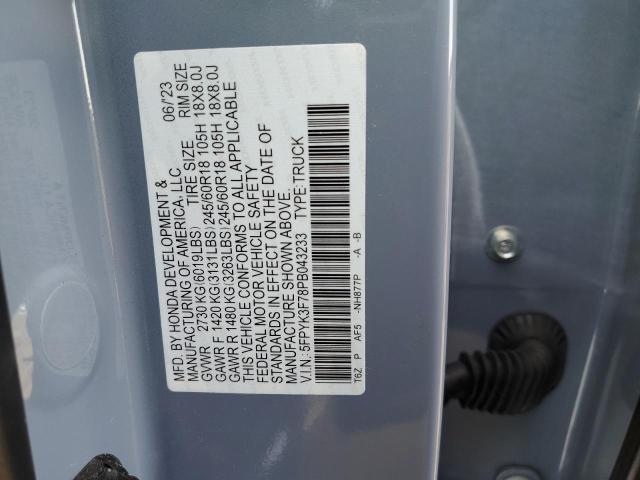 MFD. BY HONDA DEVELOPMENT &
MANUFACTURING OF AMERICA, LLC 06/'23
GVWR 2730 KG(6019LBS) TIRE SIZE RIM SIZE
GAWR F 1420 KG(3131LBS) 245/60R18 105H 18X8.0J
GAWR R 1480 KG(3263LBS) 245/60R18 105H 18X8.0J
THIS VEHICLE CONFORMS TO ALL APPLICABLE
FEDERAL MOTOR VEHICLE SAFETY
STANDARDS IN EFFECT ON THE DATE OF
MANUFACTURE SHOWN ABOVE.
V.I.N.: 5FPYK3F78PB043233 TYPE: TRUCK
T6Z P AF5 -NH877P -A -B